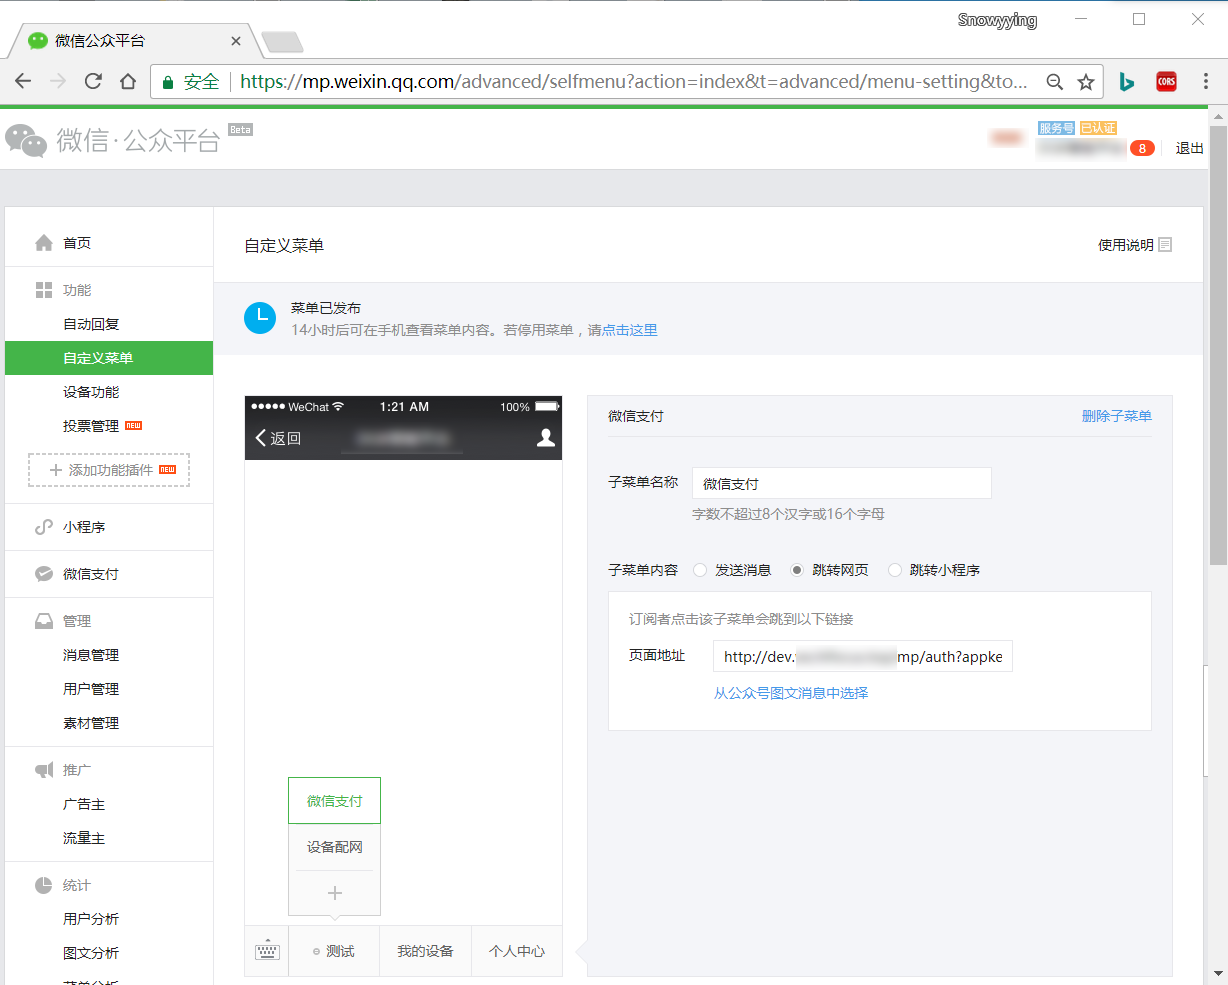 Snowyying
微信公众平台
安全 https://mp.weixin.qq.com/advanced/selfmenu?action=index&t=advanced/menu-setting&to...
CORS
微信·公众平台 Beta
服务号 已认证
8 退出
首页
功能
自动回复
自定义菜单
设备功能
投票管理 NEW
添加功能插件 NEW
小程序
微信支付
管理
消息管理
用户管理
素材管理
推广
广告主
流量主
统计
用户分析
图文分析
菜单分析
自定义菜单
使用说明
菜单已发布
14小时后可在手机查看菜单内容。若停用菜单，请点击这里
WeChat 1:21 AM 100%
返回
微信支付
设备配网
测试 我的设备 个人中心
微信支付 删除子菜单
子菜单名称 微信支付
字数不超过8个汉字或16个字母
子菜单内容 发送消息 跳转网页 跳转小程序
订阅者点击该子菜单会跳到以下链接
页面地址 http://dev. mp/auth?appke
从公众号图文消息中选择